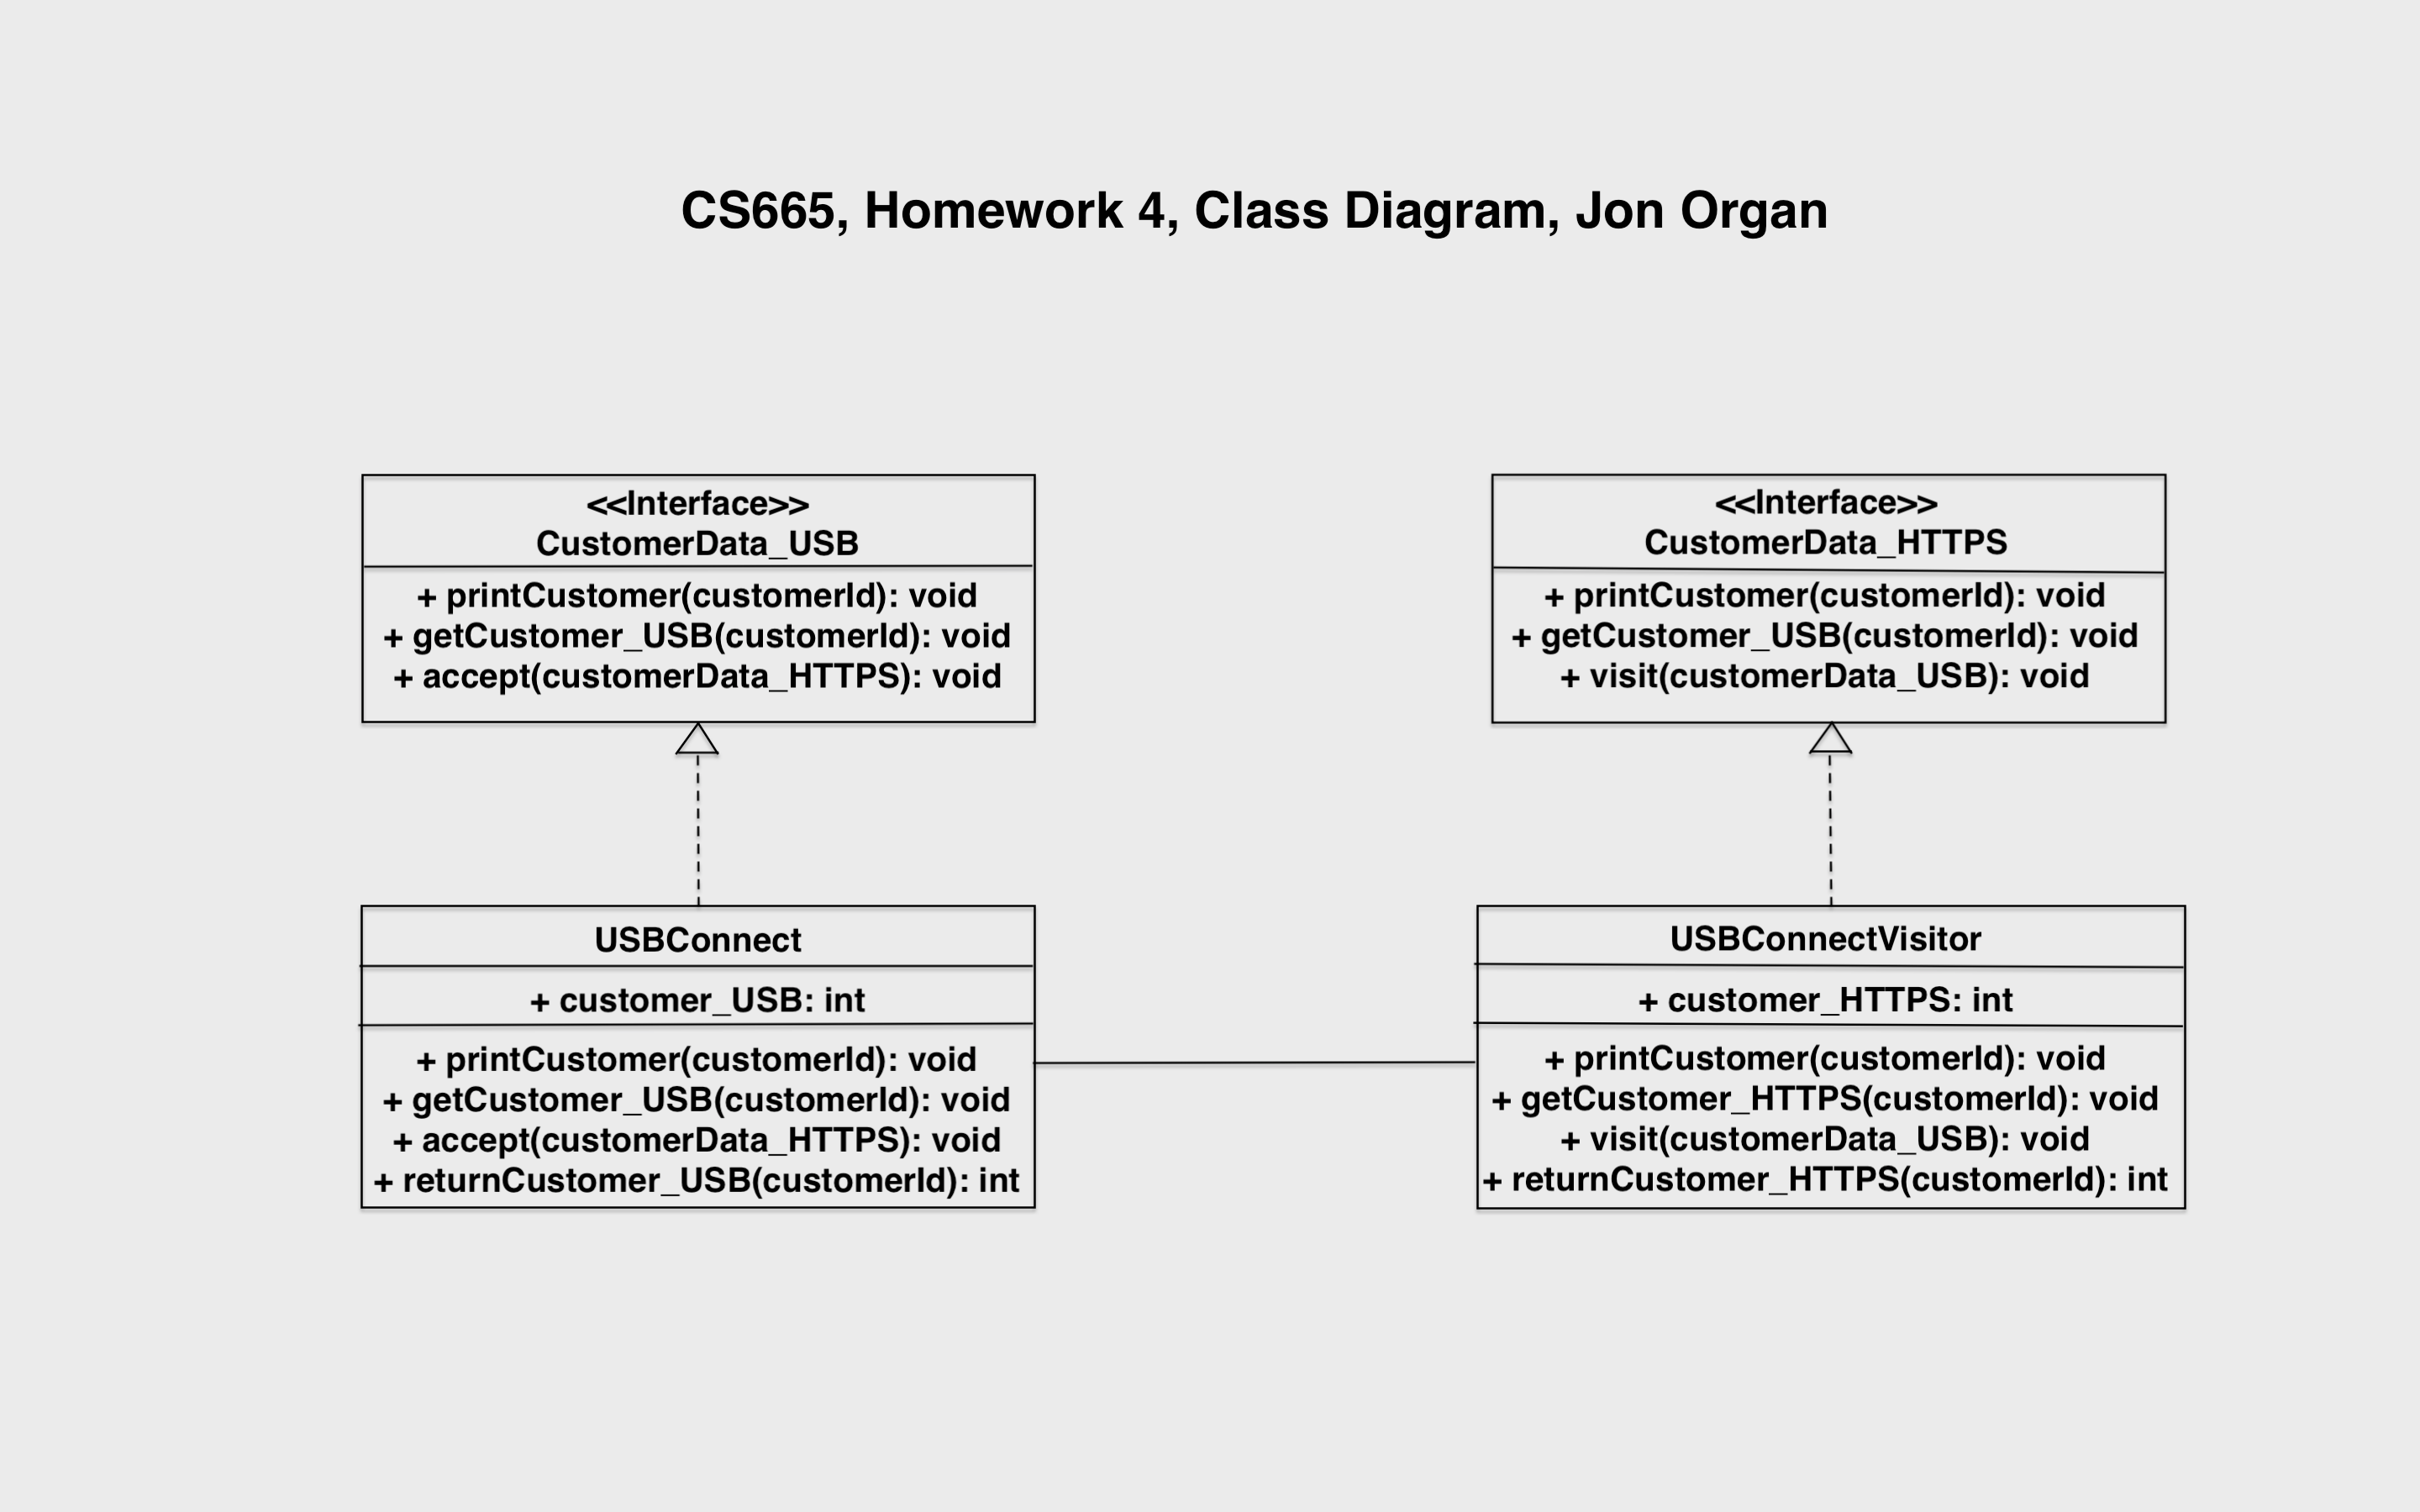 CS665, Homework 4, Class Diagram, Jon Organ
<<Interface>>
CustomerData_USB
+ printCustomer(customerId): void
+ getCustomer_USB(customerId): void
+ accept(customerData_HTTPS): void
<<Interface>>
CustomerData_HTTPS
+ printCustomer(customerId): void
+ getCustomer_USB(customerId): void
+ visit(customerData_USB): void
USBConnect
+ customer_USB: int
+ printCustomer(customerId): void
+ getCustomer_USB(customerId): void
+ accept(customerData_HTTPS): void
+ returnCustomer_USB(customerId): int
USBConnectVisitor
+ customer_HTTPS: int
+ printCustomer(customerId): void
+ getCustomer_HTTPS(customerId): void
+ visit(customerData_USB): void
+ returnCustomer_HTTPS(customerId): int